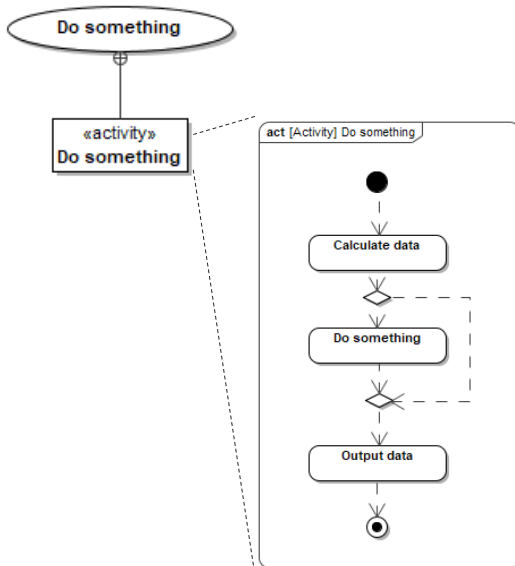 Do something
«activity»
Do something
act [Activity] Do something
Calculate data
Do something
Output data